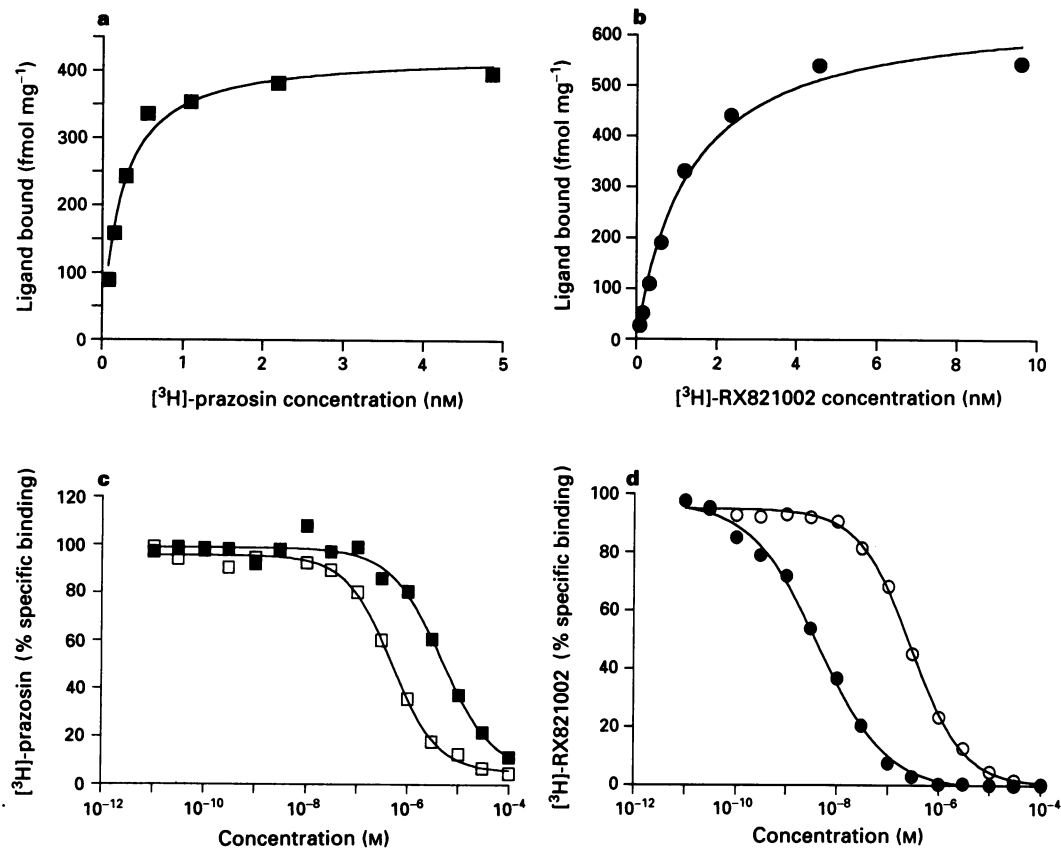 a
Ligand bound (fmol mg⁻¹)
400
300
200
100
0
0 1 2 3 4 5
[³H]-prazosin concentration (nM)
b
Ligand bound (fmol mg⁻¹)
600
500
400
300
200
100
0
0 2 4 6 8 10
[³H]-RX821002 concentration (nM)
c
[³H]-prazosin (% specific binding)
120
100
80
60
40
20
0
10⁻¹² 10⁻¹⁰ 10⁻⁸ 10⁻⁶ 10⁻⁴
Concentration (M)
d
[³H]-RX821002 (% specific binding)
100
80
60
40
20
0
10⁻¹² 10⁻¹⁰ 10⁻⁸ 10⁻⁶ 10⁻⁴
Concentration (M)